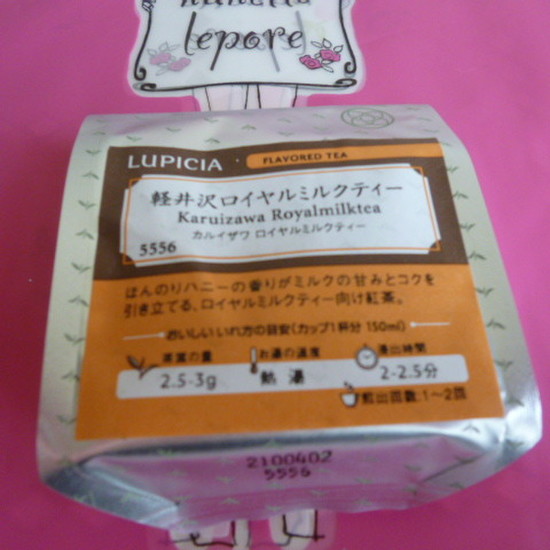 nanette
lepore
LUPICIA
FLAVORED TEA
軽井沢ロイヤルミルクティー
Karuizawa Royalmilktea
カルイザワ ロイヤルミルクティー
5556
ほんのりハニーの香りがミルクの甘みとコクを
引き立てる、ロイヤルミルクティー向け紅茶。
おいしいいれ方の目安(カップ1杯分 150ml)
茶葉の量 お湯の温度 浸出時間
2.5-3g 熱湯 2-2.5分
煎出回数:1~2回
2100402
5556